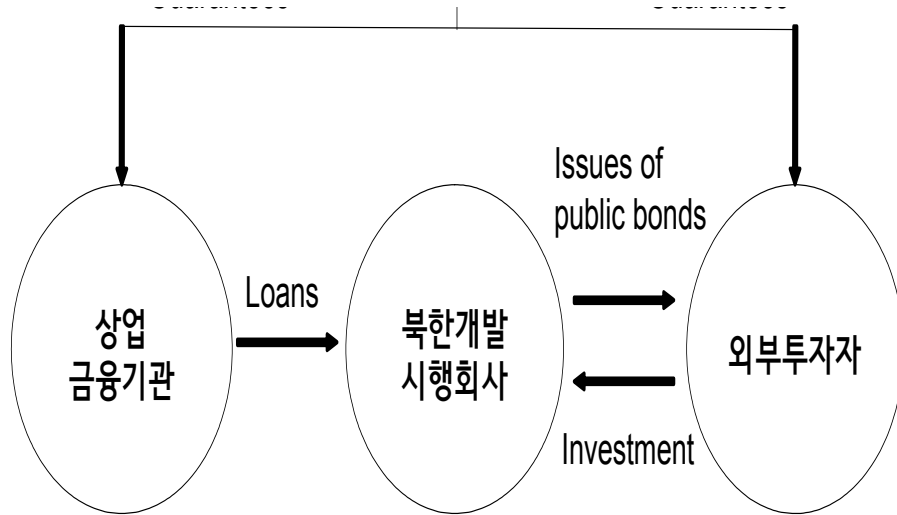 Issues of
public bonds
Loans
상업
금융기관
북한개발
시행회사
외부투자자
Investment